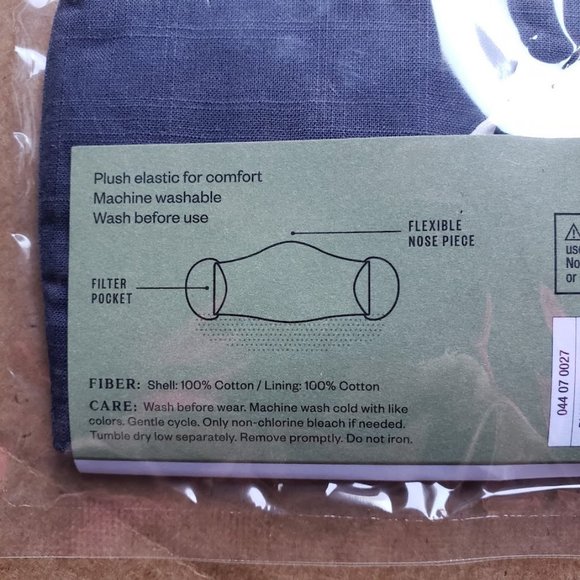 Plush elastic for comfort
Machine washable
Wash before use
FLEXIBLE
NOSE PIECE
FILTER
POCKET
FIBER: Shell: 100% Cotton / Lining: 100% Cotton
CARE: Wash before wear. Machine wash cold with like
colors. Gentle cycle. Only non-chlorine bleach if needed.
Tumble dry low separately. Remove promptly. Do not iron.
No
or
044 07 0027